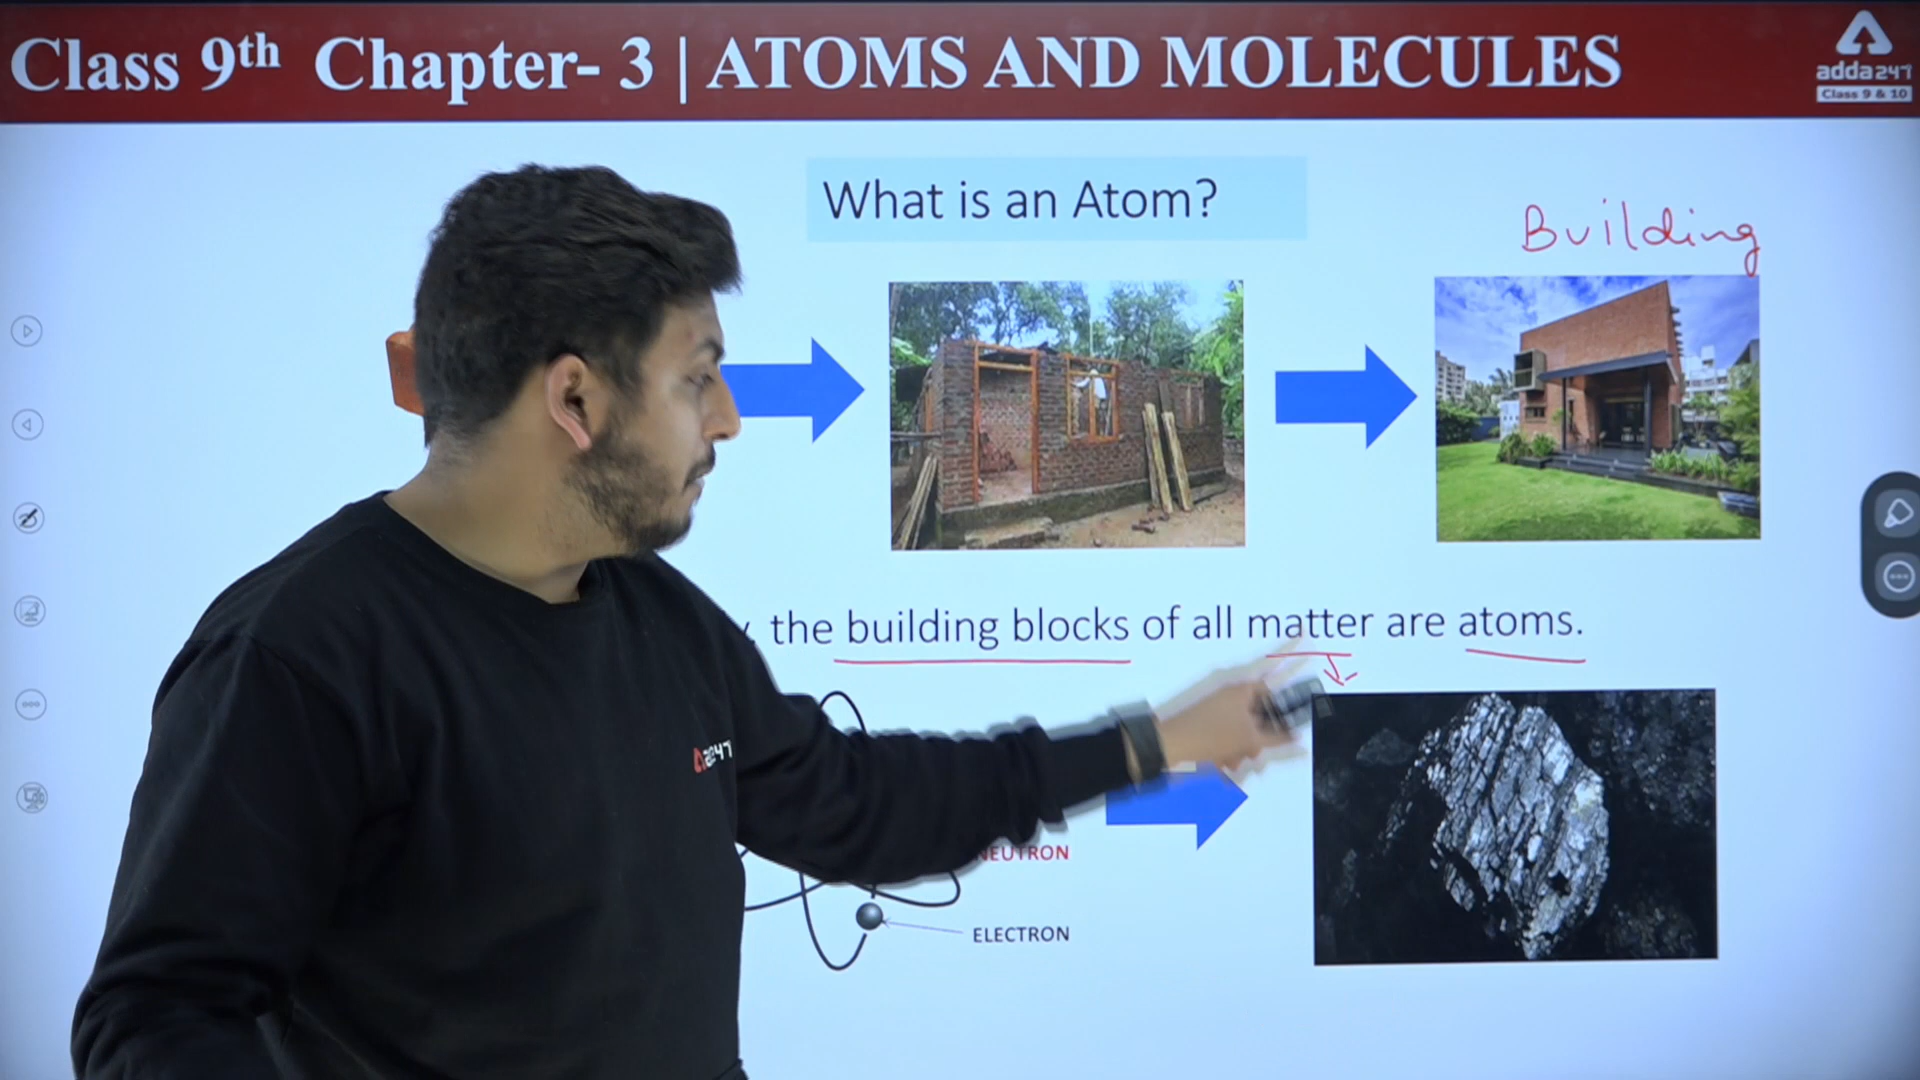 Class 9th Chapter- 3 | ATOMS AND MOLECULES
adda247
Class 9 & 10
What is an Atom?
Building
the building blocks of all matter are atoms.
NEUTRON
ELECTRON